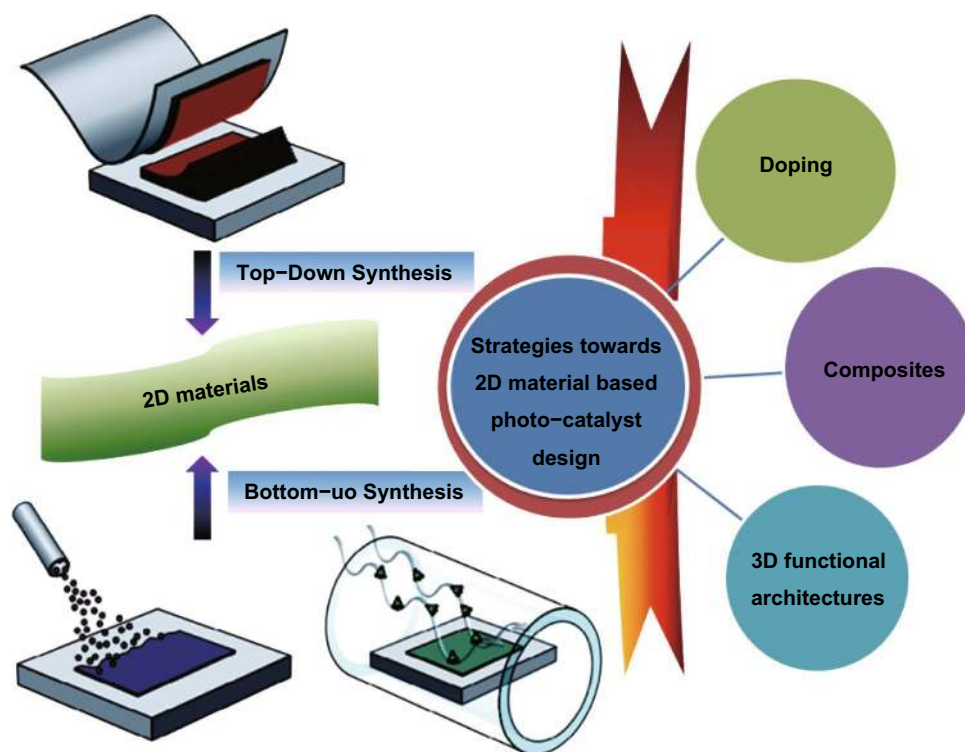 Top−Down Synthesis
2D materials
Bottom−uo Synthesis
Strategies towards
2D material based
photo−catalyst
design
Doping
Composites
3D functional
architectures